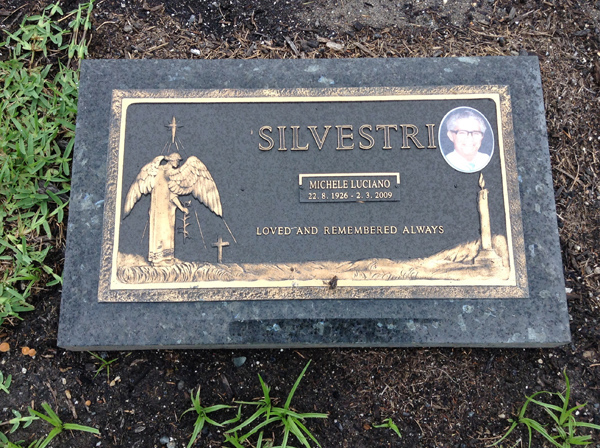 SILVESTRI
MICHELE LUCIANO
22. 8. 1926 - 2. 3. 2009
LOVED AND REMEMBERED ALWAYS